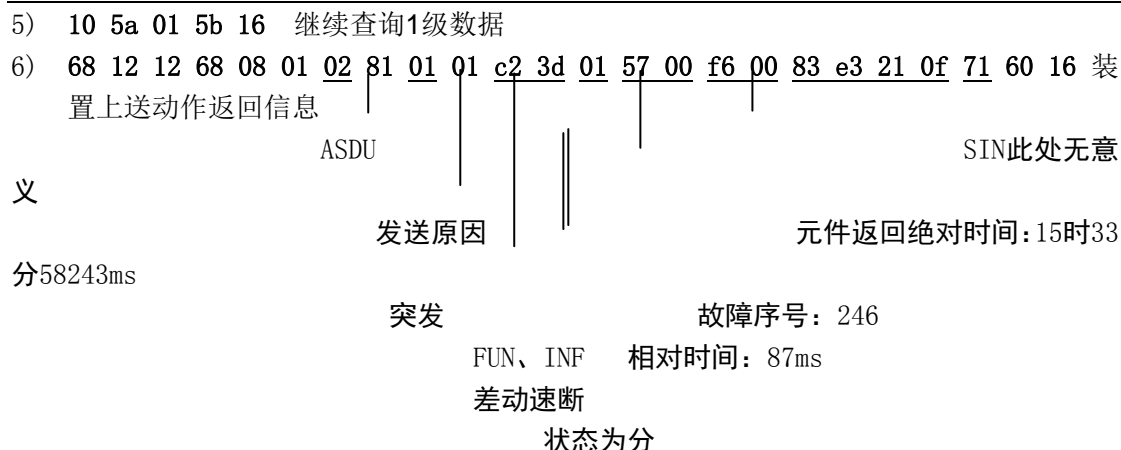 5) 10 5a 01 5b 16 继续查询1级数据
6) 68 12 12 68 08 01 02 81 01 01 c2 3d 01 57 00 f6 00 83 e3 21 0f 71 60 16 装
置上送动作返回信息
ASDU SIN此处无意
义
发送原因 元件返回绝对时间:15时33
分58243ms
突发 故障序号：246
FUN、INF 相对时间：87ms
差动速断
状态为分